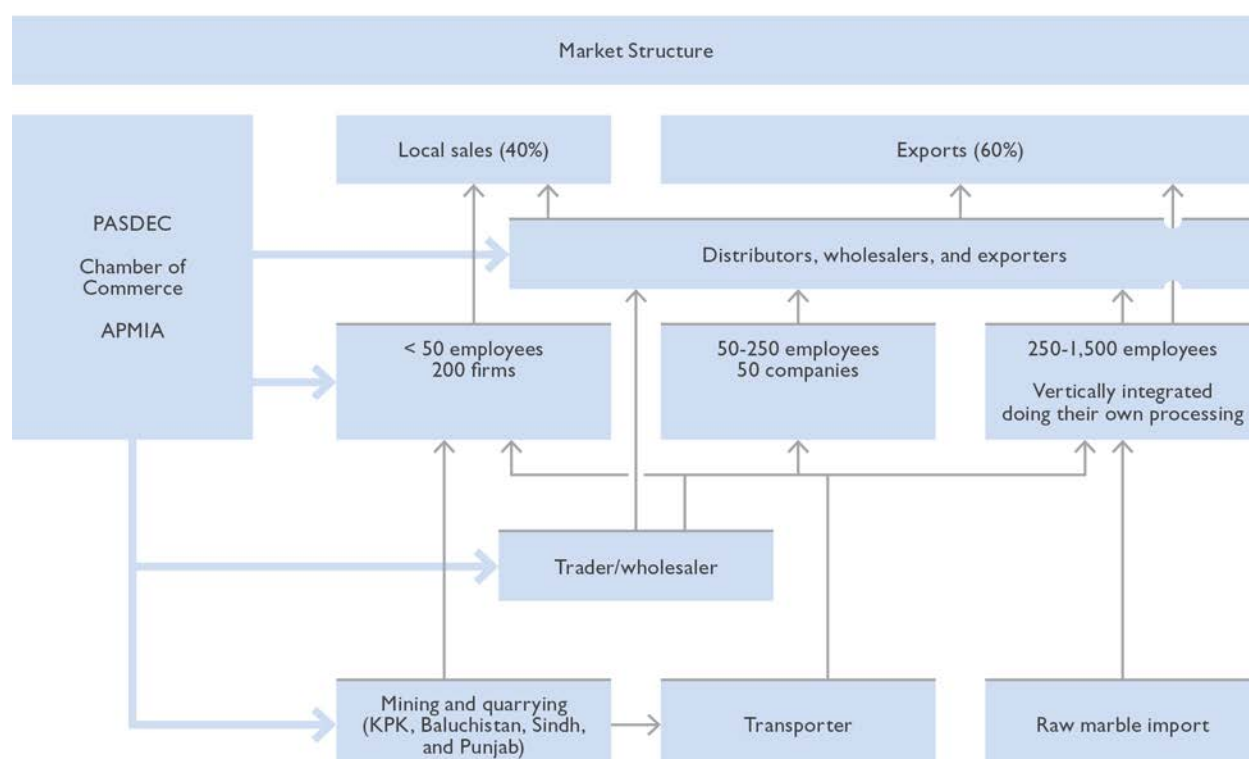 Market Structure
PASDEC
Chamber of
Commerce
APMIA
Local sales (40%)
Exports (60%)
Distributors, wholesalers, and exporters
< 50 employees
200 firms
50-250 employees
50 companies
250-1,500 employees
Vertically integrated
doing their own processing
Trader/wholesaler
Mining and quarrying
(KPK, Baluchistan, Sindh,
and Punjab)
Transporter
Raw marble import